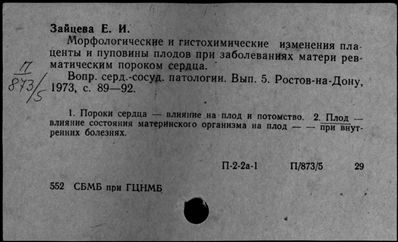 Зайцева Е. И.
Морфологические и гистохимические изменения пла-
центы и пуповины плодов при заболеваниях матери рев-
матическим пороком сердца.
П
873/5
Вопр. серд.-сосуд. патологии. Вып. 5. Ростов-на-Дону,
1973, с. 89—92.
1. Пороки сердца — влияние на плод и потомство. 2. Плод —
влияние состояния материнского организма на плод — — при внут-
ренних болезнях.
П-2-2а-1 П/873/5 29
552 СБМБ при ГЦНМБ